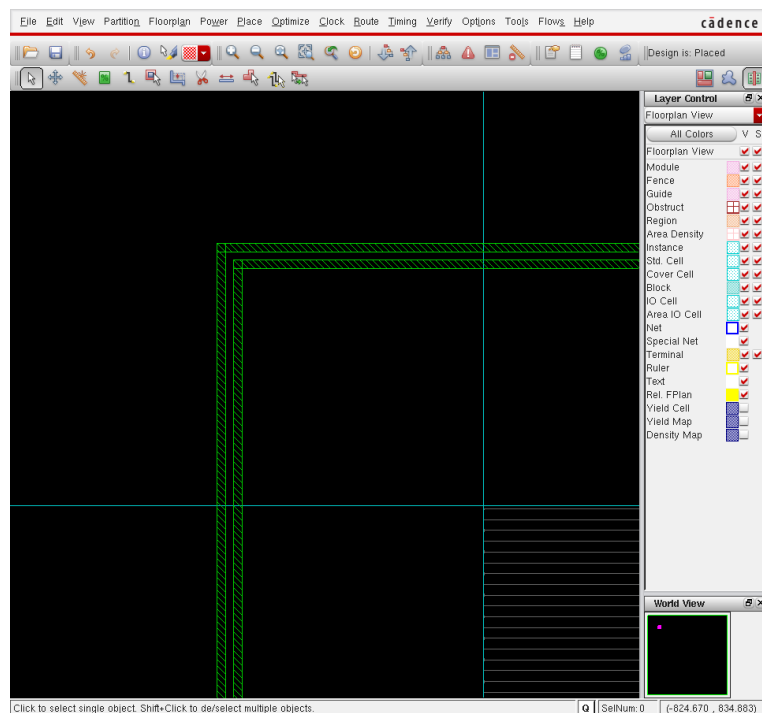 File Edit View Partition Floorplan Power Place Optimize Clock Route Timing Verify Options Tools Flows Help cādence
Design is: Placed
Layer Control
Floorplan View
All Colors V S
Floorplan View
Module
Fence
Guide
Obstruct
Region
Area Density
Instance
Std. Cell
Cover Cell
Block
IO Cell
Area IO Cell
Net
Special Net
Terminal
Ruler
Text
Rel. FPlan
Yield Cell
Yield Map
Density Map
World View
Click to select single object. Shift+Click to de/select multiple objects. Q SelNum: 0 (-824.670 , 834.883)